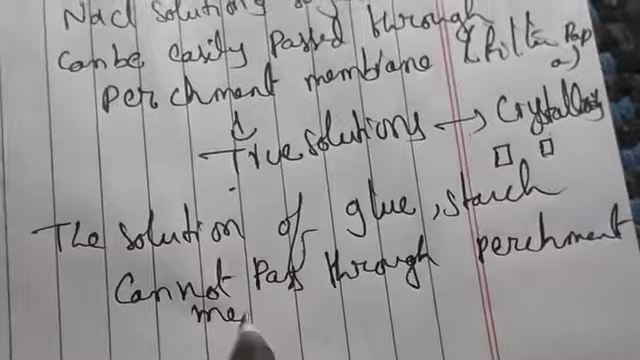 Nacl solutions
can be easily passed through
perchment membrane (filter Pap
True solutions → Crystalloids
The solution of glue, starch
cannot pass through perchment
me